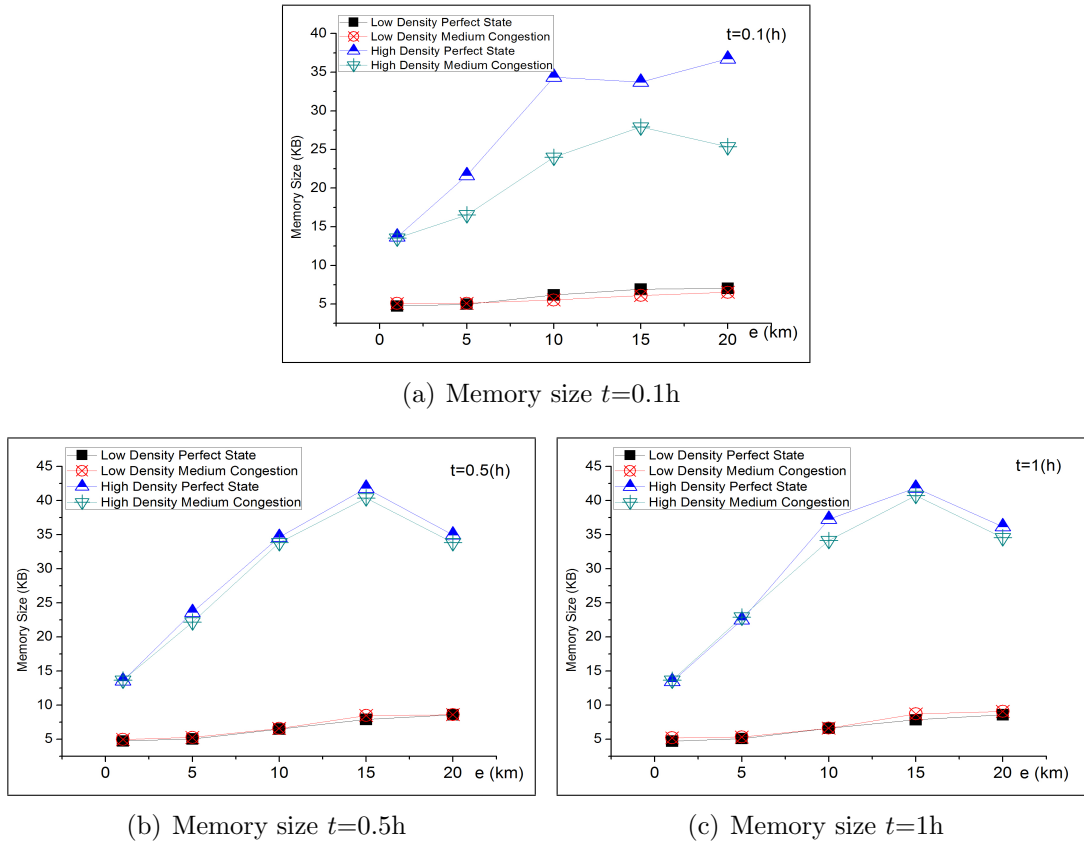 Low Density Perfect State
Low Density Medium Congestion
High Density Perfect State
High Density Medium Congestion
t=0.1(h)
40
35
30
25
20
15
10
5
Memory Size (KB)
0 5 10 15 20 e (km)
(a) Memory size t=0.1h
Low Density Perfect State
Low Density Medium Congestion
High Density Perfect State
High Density Medium Congestion
t=0.5(h)
45
40
35
30
25
20
15
10
5
Memory Size (KB)
0 5 10 15 20 e (km)
(b) Memory size t=0.5h
Low Density Perfect State
Low Density Medium Congestion
High Density Perfect State
High Density Medium Congestion
t=1(h)
45
40
35
30
25
20
15
10
5
Memory Size (KB)
0 5 10 15 20 e (km)
(c) Memory size t=1h